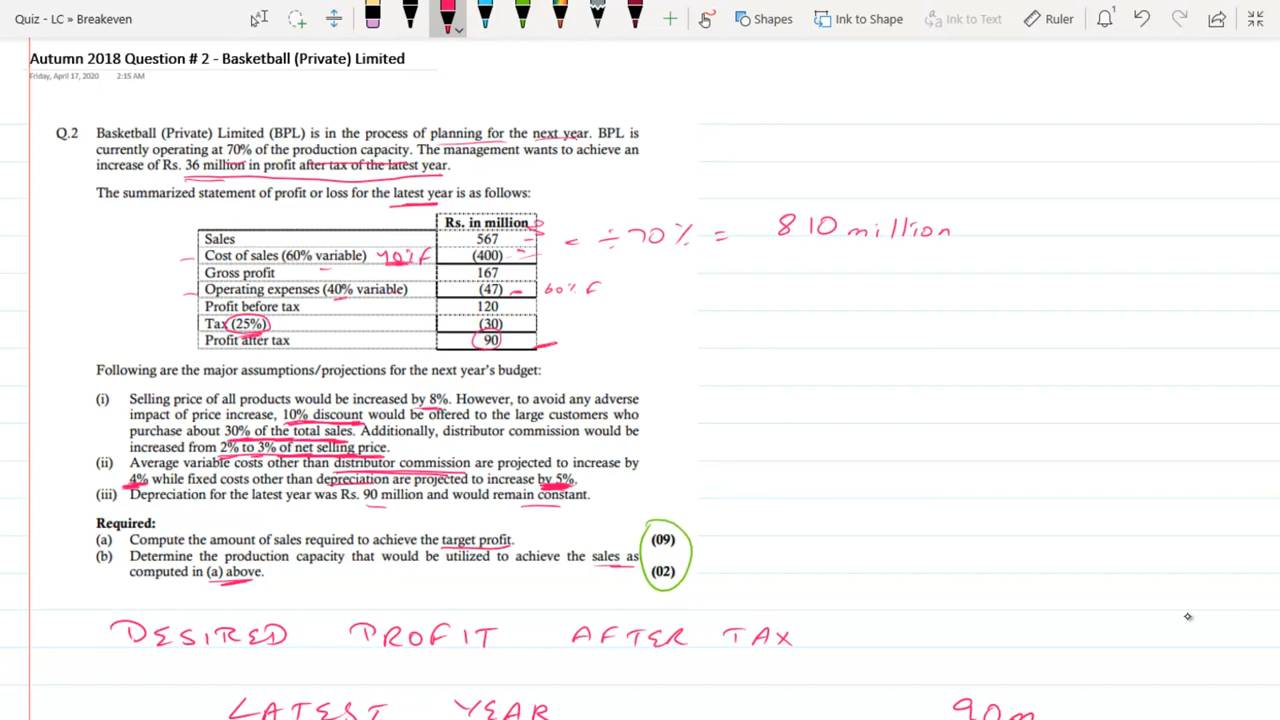 Quiz - LC » Breakeven
Shapes
Ink to Shape
Ink to Text
Ruler
Autumn 2018 Question # 2 - Basketball (Private) Limited
Friday, April 17, 2020 2:15 AM
Q.2 Basketball (Private) Limited (BPL) is in the process of planning for the next year. BPL is
currently operating at 70% of the production capacity. The management wants to achieve an
increase of Rs. 36 million in profit after tax of the latest year.
The summarized statement of profit or loss for the latest year is as follows:
Rs. in million
Sales 567 ÷ 70% = 810 million
Cost of sales (60% variable) 40% F (400)
Gross profit 167
Operating expenses (40% variable) (47) 60% F
Profit before tax 120
Tax (25%) (30)
Profit after tax 90
Following are the major assumptions/projections for the next year's budget:
(i) Selling price of all products would be increased by 8%. However, to avoid any adverse
impact of price increase, 10% discount would be offered to the large customers who
purchase about 30% of the total sales. Additionally, distributor commission would be
increased from 2% to 3% of net selling price.
(ii) Average variable costs other than distributor commission are projected to increase by
4% while fixed costs other than depreciation are projected to increase by 5%.
(iii) Depreciation for the latest year was Rs. 90 million and would remain constant.
Required:
(a) Compute the amount of sales required to achieve the target profit. (09)
(b) Determine the production capacity that would be utilized to achieve the sales as
computed in (a) above. (02)
DESIRED PROFIT AFTER TAX
LATEST YEAR 90m